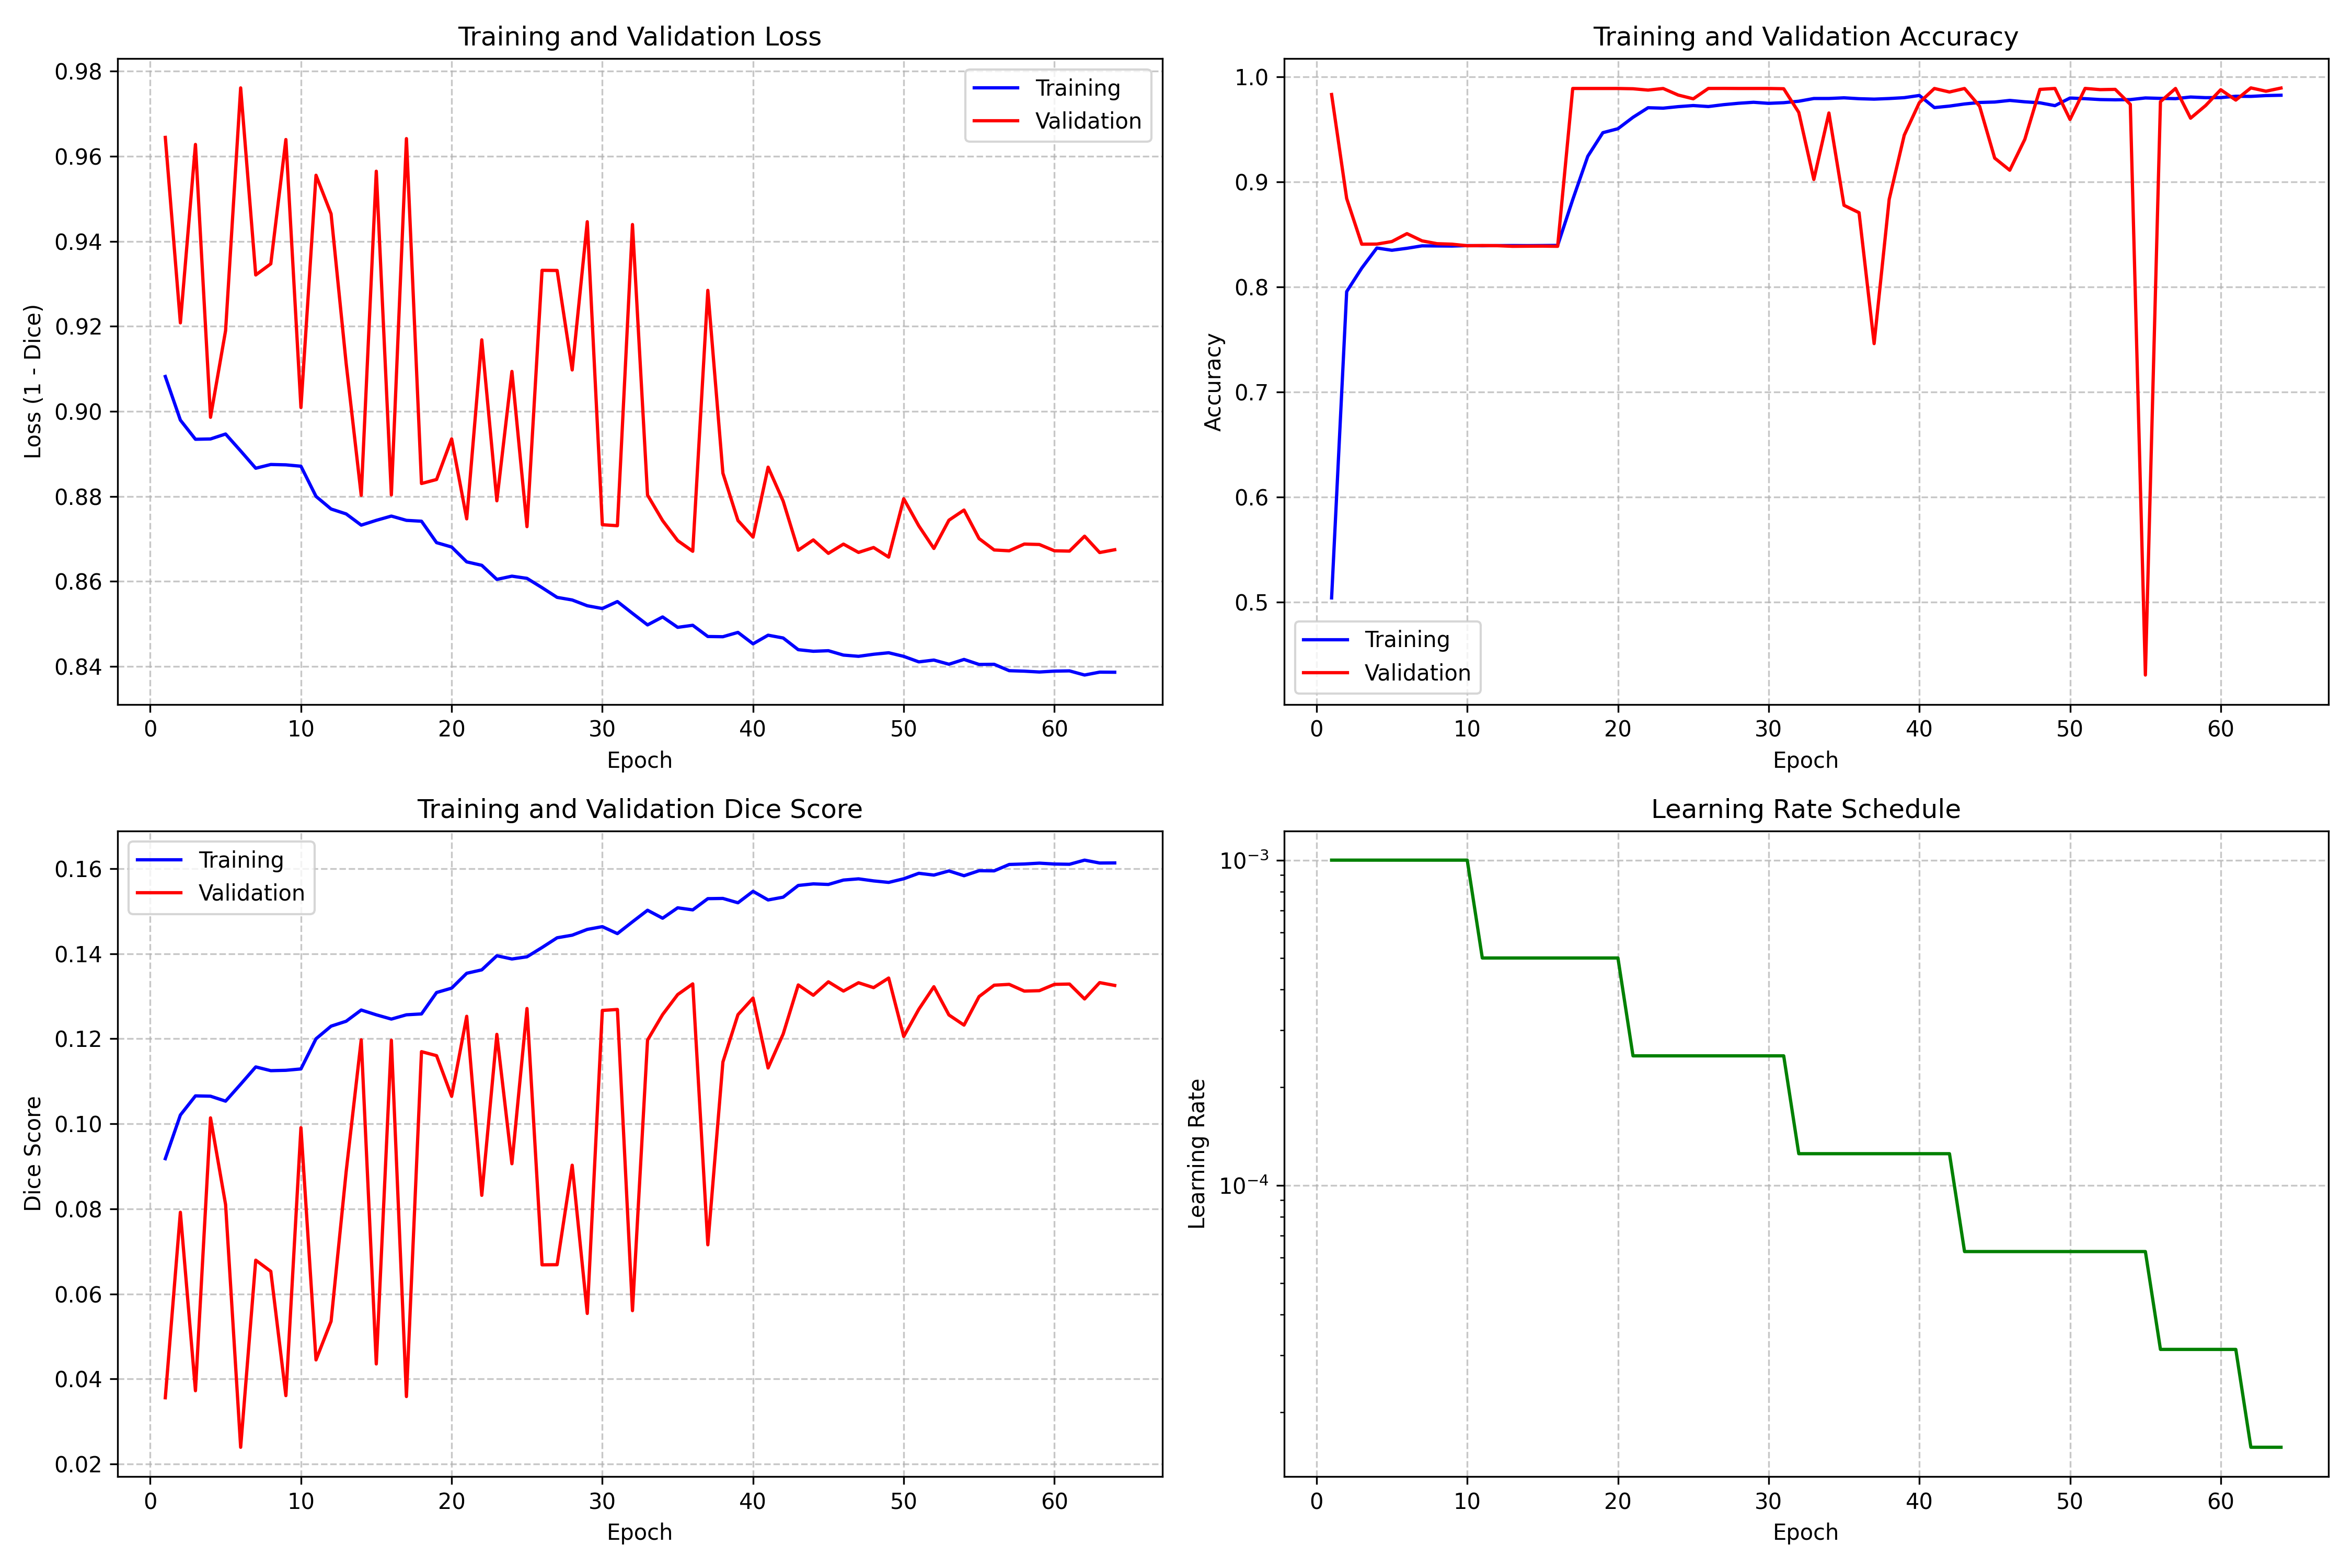 Training and Validation Loss
Training
Validation
0.98
0.96
0.94
0.92
0.90
0.88
0.86
0.84
Loss (1 - Dice)
0 10 20 30 40 50 60
Epoch
Training and Validation Accuracy
1.0
0.9
0.8
0.7
0.6
0.5
Accuracy
Training
Validation
0 10 20 30 40 50 60
Epoch
Training and Validation Dice Score
Training
Validation
0.16
0.14
0.12
0.10
0.08
0.06
0.04
0.02
Dice Score
0 10 20 30 40 50 60
Epoch
Learning Rate Schedule
10⁻³
10⁻⁴
Learning Rate
0 10 20 30 40 50 60
Epoch